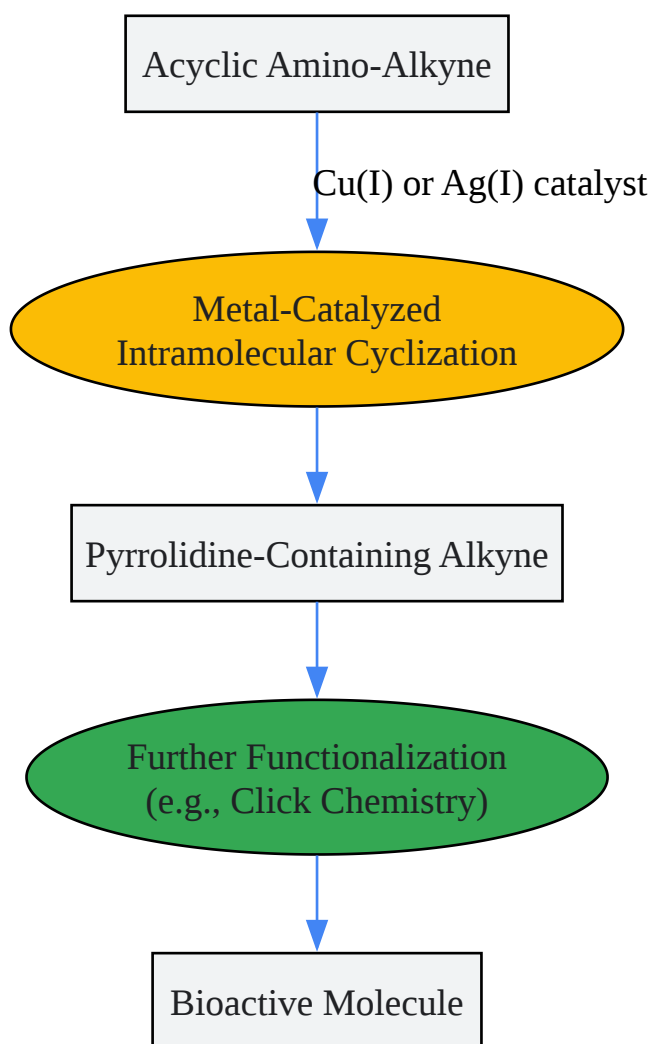 Acyclic Amino-Alkyne
Cu(I) or Ag(I) catalyst
Metal-Catalyzed
Intramolecular Cyclization
Pyrrolidine-Containing Alkyne
Further Functionalization
(e.g., Click Chemistry)
Bioactive Molecule